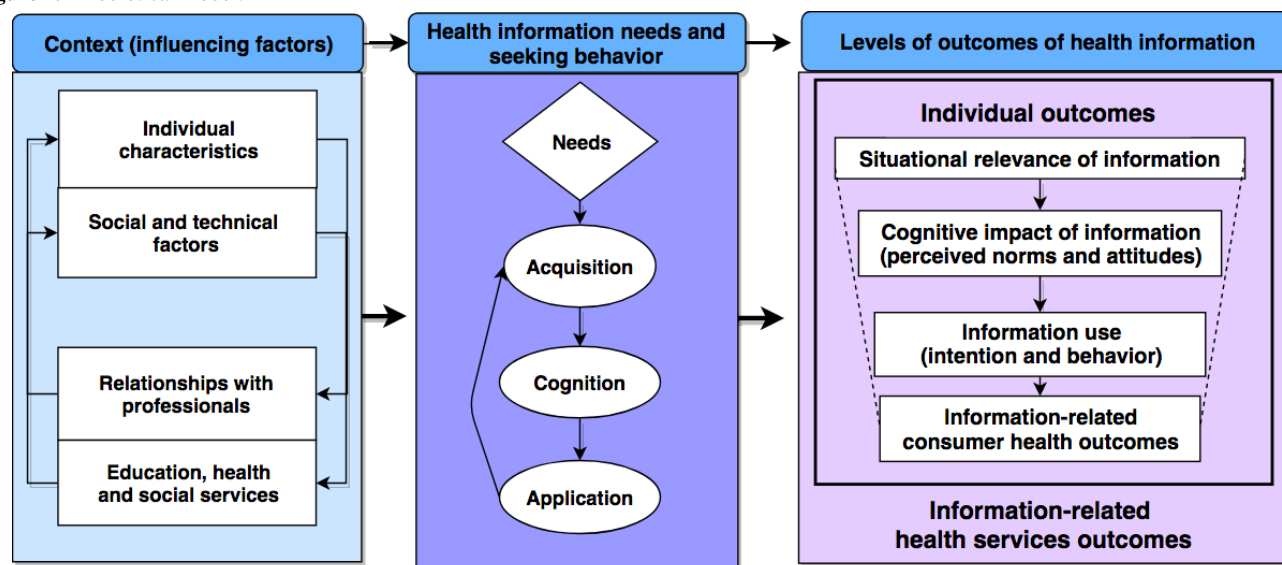 Context (influencing factors)
Individual
characteristics
Social and technical
factors
Relationships with
professionals
Education, health
and social services
Health information needs and
seeking behavior
Needs
Acquisition
Cognition
Application
Levels of outcomes of health information
Individual outcomes
Situational relevance of information
Cognitive impact of information
(perceived norms and attitudes)
Information use
(intention and behavior)
Information-related
consumer health outcomes
Information-related
health services outcomes